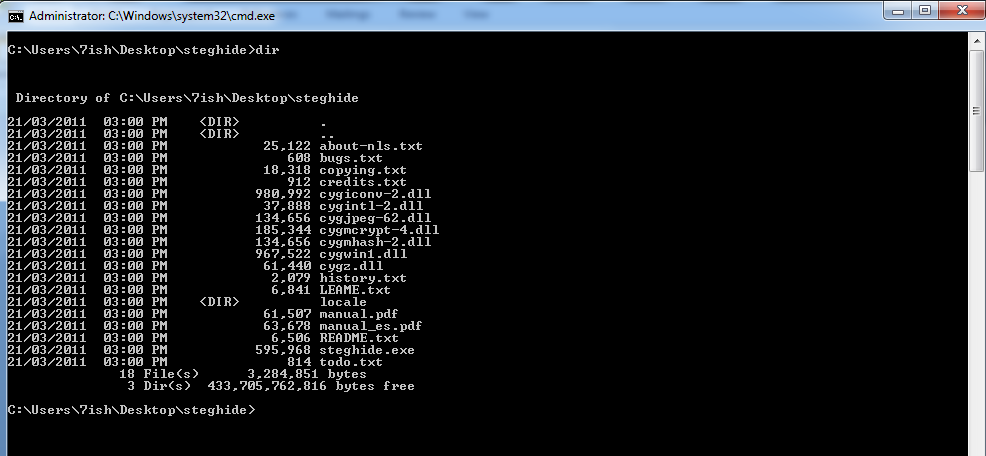 Administrator: C:\Windows\system32\cmd.exe
C:\Users\7ish\Desktop\steghide>dir
Directory of C:\Users\7ish\Desktop\steghide
21/03/2011 03:00 PM <DIR> .
21/03/2011 03:00 PM <DIR> ..
21/03/2011 03:00 PM 25,122 about-nls.txt
21/03/2011 03:00 PM 608 bugs.txt
21/03/2011 03:00 PM 18,318 copying.txt
21/03/2011 03:00 PM 912 credits.txt
21/03/2011 03:00 PM 980,992 cygiconv-2.dll
21/03/2011 03:00 PM 37,888 cygintl-2.dll
21/03/2011 03:00 PM 134,656 cygjpeg-62.dll
21/03/2011 03:00 PM 185,344 cygmcrypt-4.dll
21/03/2011 03:00 PM 134,656 cygmhash-2.dll
21/03/2011 03:00 PM 967,522 cygwin1.dll
21/03/2011 03:00 PM 61,440 cygz.dll
21/03/2011 03:00 PM 2,079 history.txt
21/03/2011 03:00 PM 6,841 LEAME.txt
21/03/2011 03:00 PM <DIR> locale
21/03/2011 03:00 PM 61,507 manual.pdf
21/03/2011 03:00 PM 63,678 manual_es.pdf
21/03/2011 03:00 PM 6,506 README.txt
21/03/2011 03:00 PM 595,968 steghide.exe
21/03/2011 03:00 PM 814 todo.txt
18 File(s) 3,284,851 bytes
3 Dir(s) 433,705,762,816 bytes free
C:\Users\7ish\Desktop\steghide>